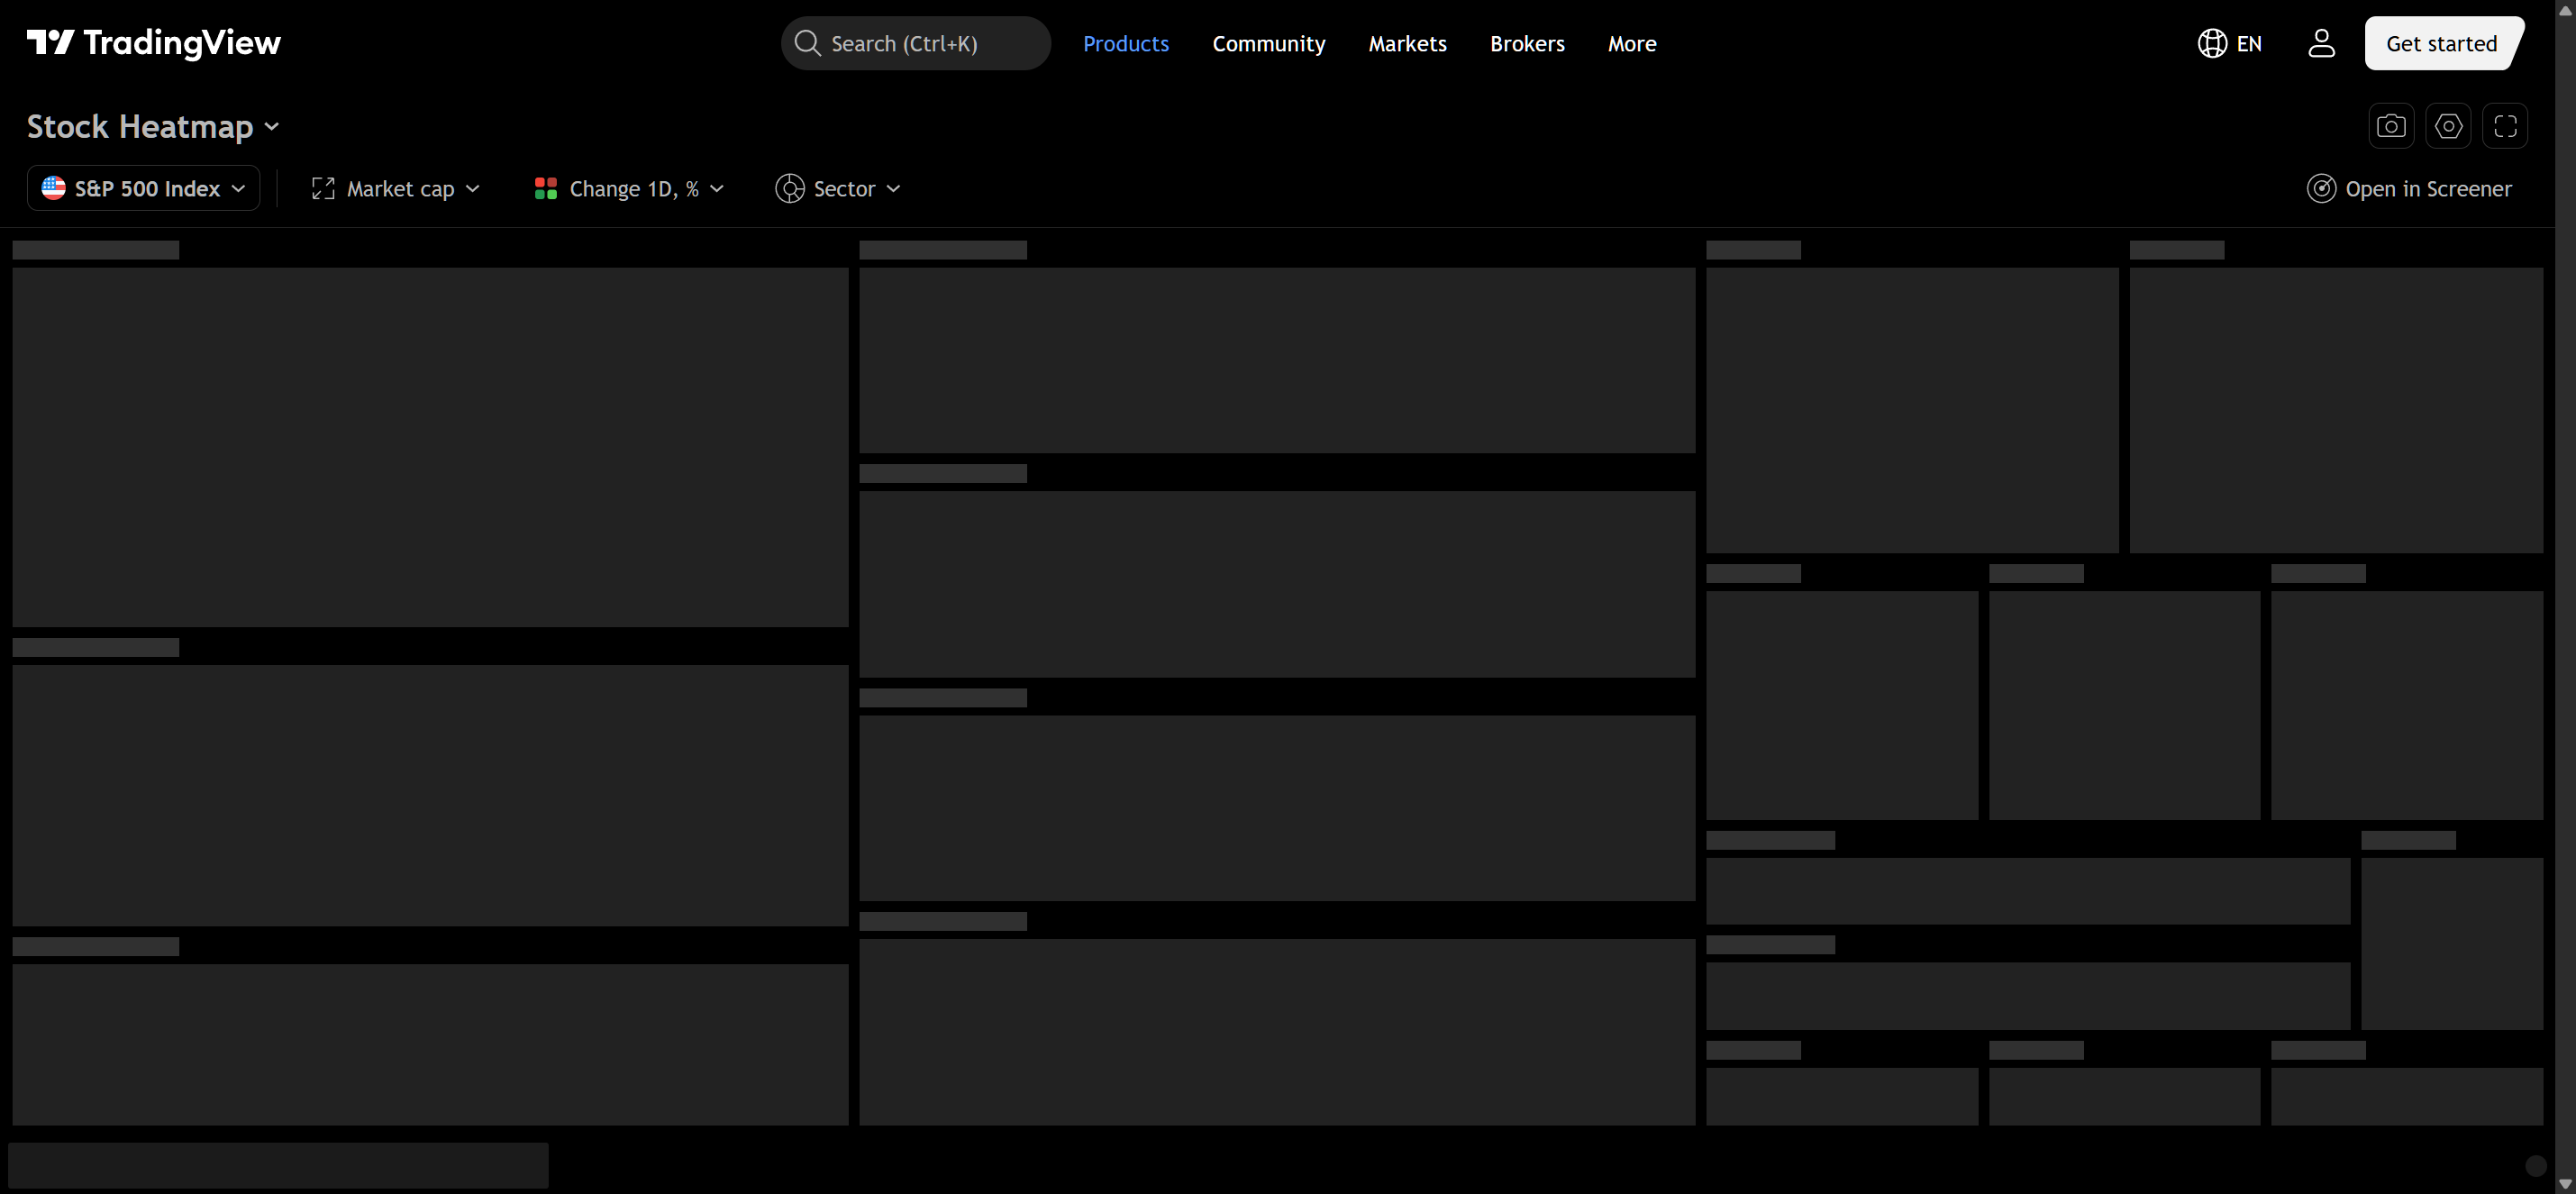 TradingView
Search (Ctrl+K)
Products
Community
Markets
Brokers
More
EN
Get started
Stock Heatmap
S&P 500 Index
Market cap
Change 1D, %
Sector
Open in Screener